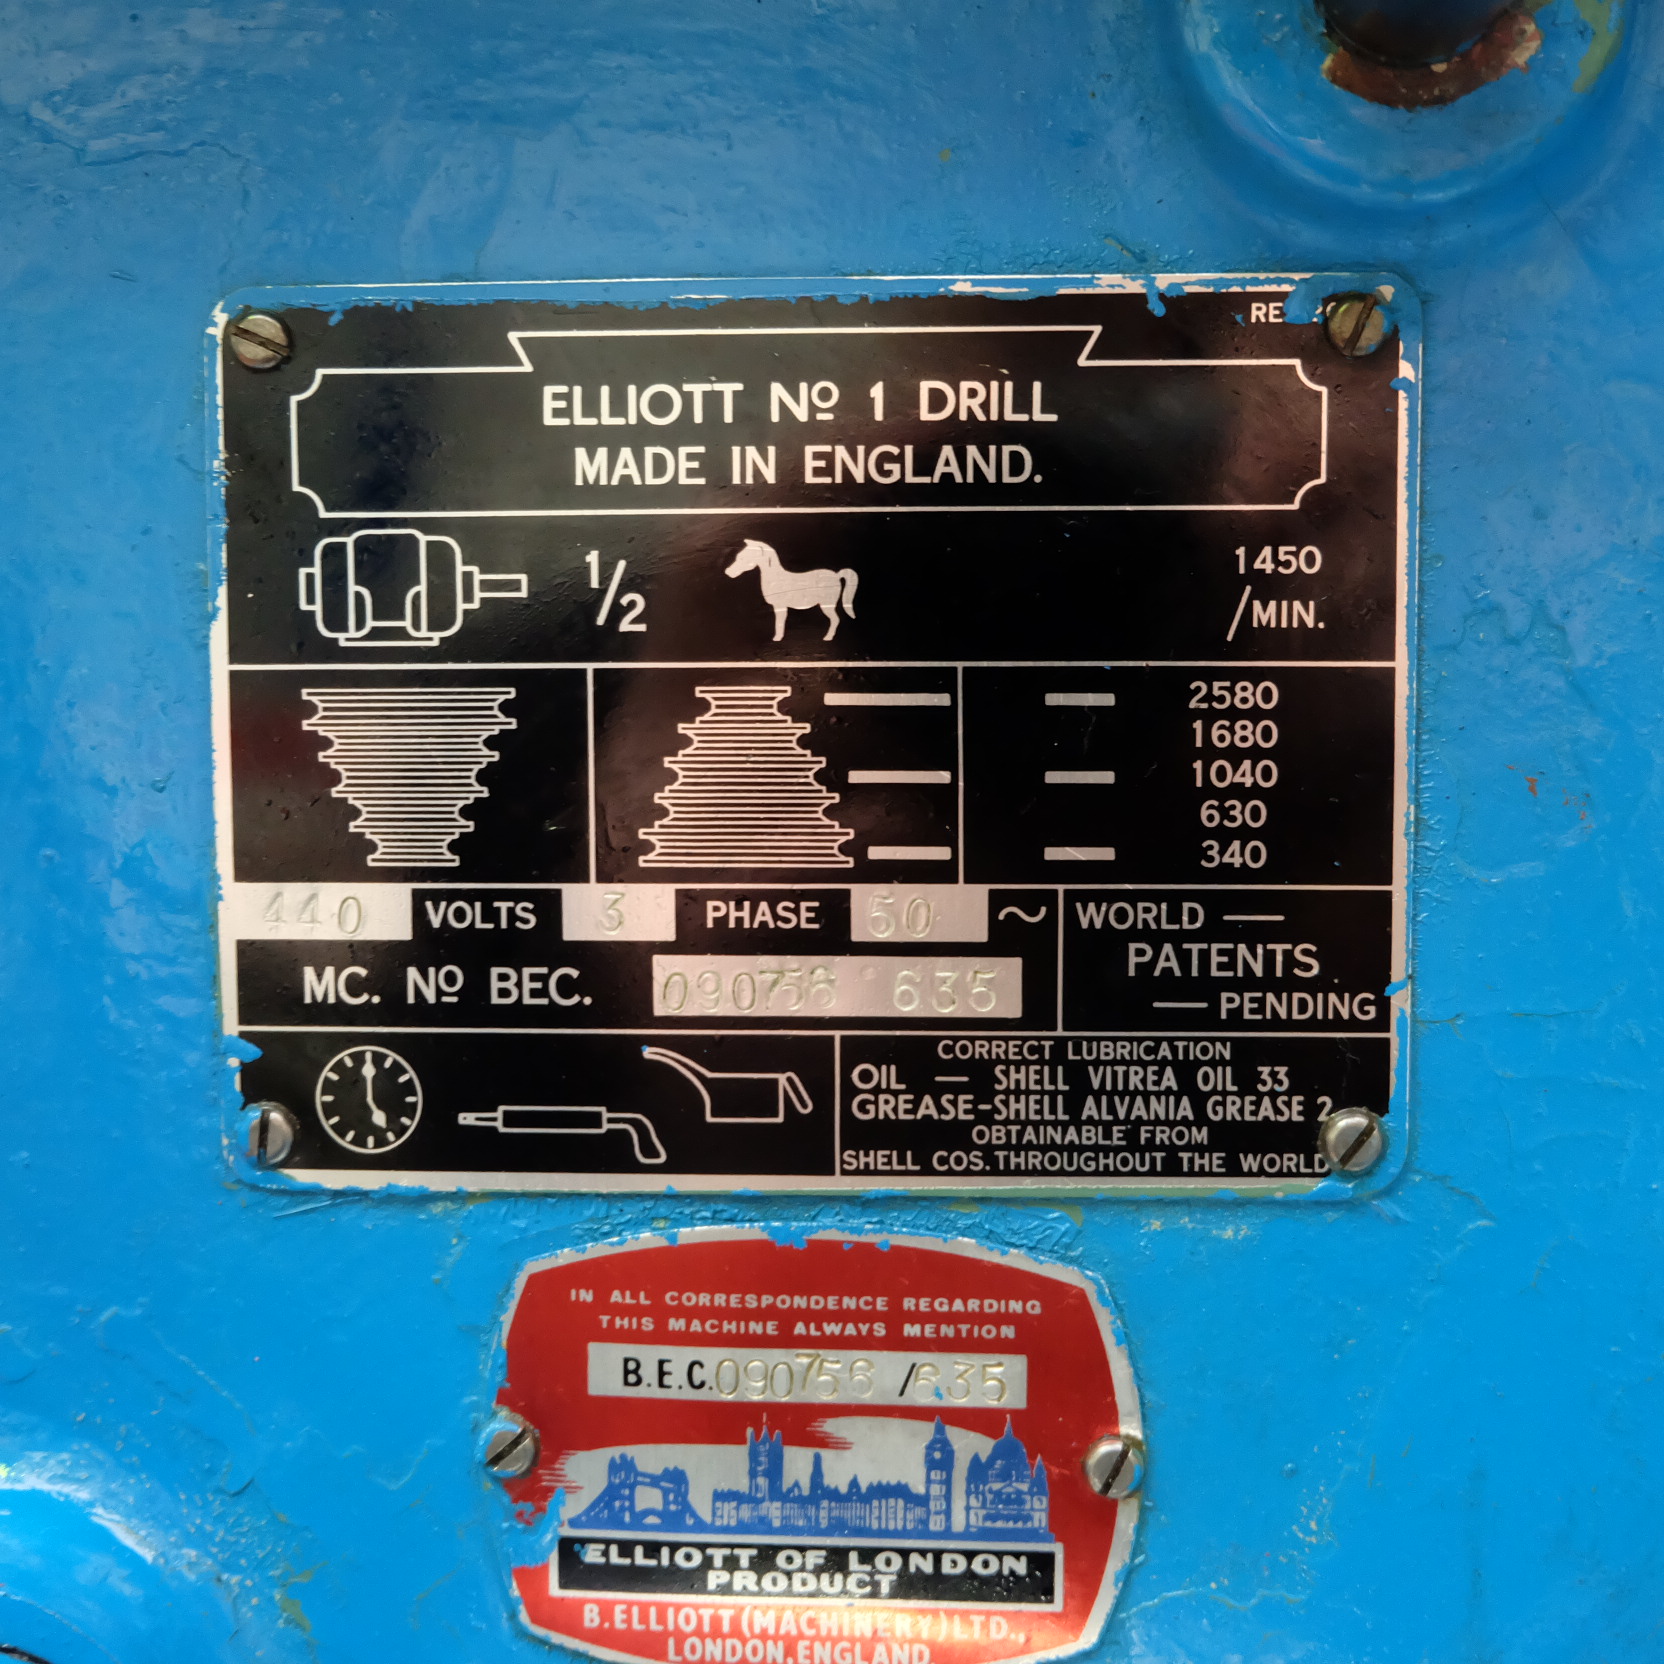 ELLIOTT Nº 1 DRILL
MADE IN ENGLAND.
1/2
1450
/MIN.
2580
1680
1040
630
340
440 VOLTS 3 PHASE 50 ~
MC. Nº BEC. 090756 635
WORLD —
PATENTS
— PENDING
CORRECT LUBRICATION
OIL — SHELL VITREA OIL 33
GREASE-SHELL ALVANIA GREASE 2
OBTAINABLE FROM
SHELL COS. THROUGHOUT THE WORLD
IN ALL CORRESPONDENCE REGARDING
THIS MACHINE ALWAYS MENTION
B.E.C. 090756 /635
ELLIOTT OF LONDON
PRODUCT
B.ELLIOTT (MACHINERY) LTD.,
LONDON, ENGLAND.